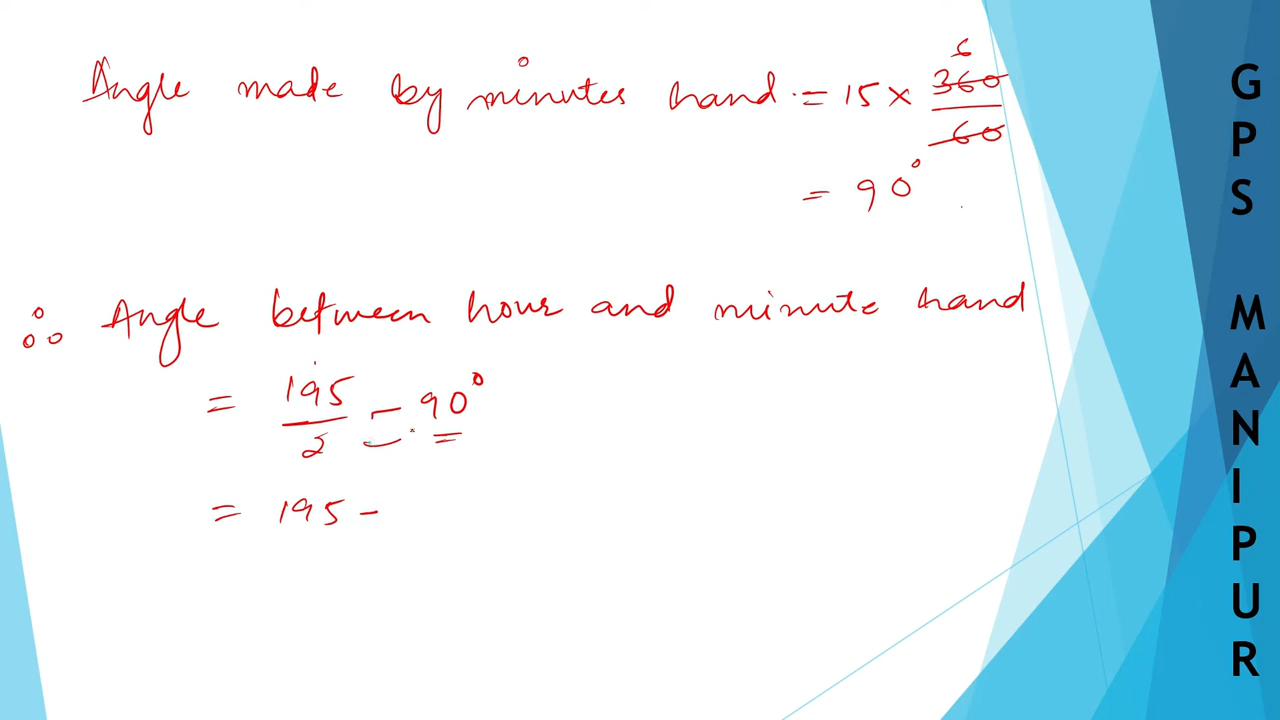 Angle made by minutes hand. = 15 × 360/60 6
= 90°
∴ Angle between hour and minute hand
= 195/2 - 90°
= 195 -
GPS MANIPUR